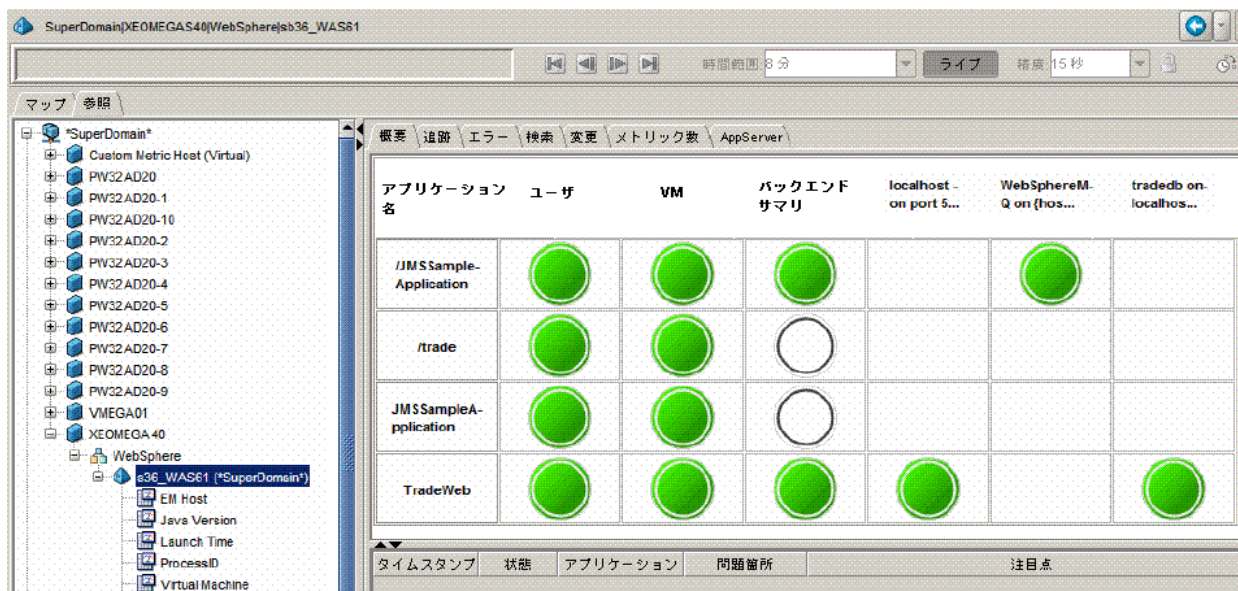 SuperDomain|XEOMEGAS40|WebSphere|sb36_WAS61
時間範囲:8 分 ライブ 精度:15 秒
マップ 参照
*SuperDomain*
Custom Metric Host (Virtual)
PW32AD20
PW32AD20-1
PW32AD20-10
PW32AD20-2
PW32AD20-3
PW32AD20-4
PW32AD20-5
PW32AD20-6
PW32AD20-7
PW32AD20-8
PW32AD20-9
VMEGA01
XEOMEGA40
WebSphere
s36_WAS61 (*SuperDomain*)
EM Host
Java Version
Launch Time
ProcessID
Virtual Machine
概要 追跡 エラー 検索 変更 メトリック数 AppServer
アプリケーション
名
ユーザ
VM
バックエンド
サマリ
localhost -
on port 5...
WebSphereM-
Q on {hos...
tradedb on-
localhos...
/JMSSample-
Application
/trade
JMSSampleA-
pplication
TradeWeb
タイムスタンプ 状態 アプリケーション 問題箇所 注目点